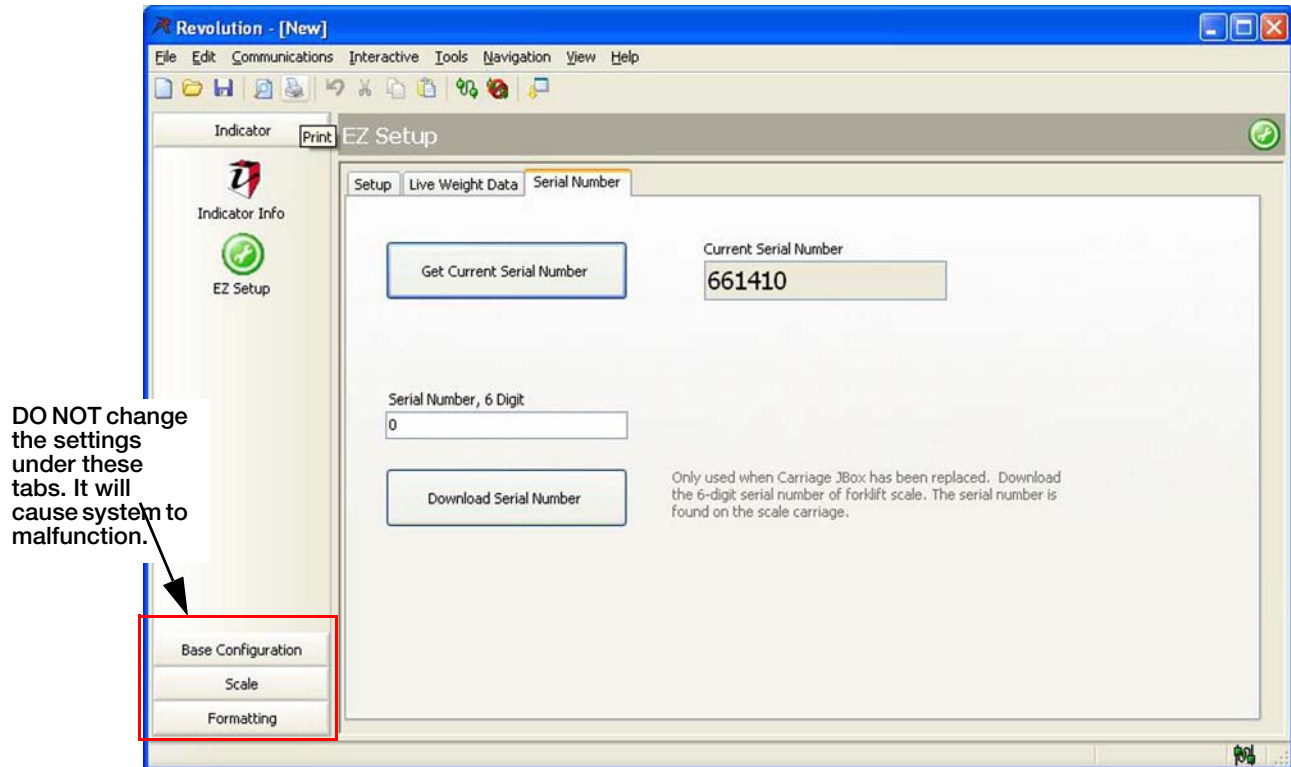 Revolution - [New]
File Edit Communications Interactive Tools Navigation View Help
Indicator
Print
EZ Setup
Indicator Info
EZ Setup
Setup Live Weight Data Serial Number
Get Current Serial Number
Current Serial Number
661410
Serial Number, 6 Digit
0
Download Serial Number
Only used when Carriage JBox has been replaced. Download
the 6-digit serial number of forklift scale. The serial number is
found on the scale carriage.
DO NOT change
the settings
under these
tabs. It will
cause system to
malfunction.
Base Configuration
Scale
Formatting